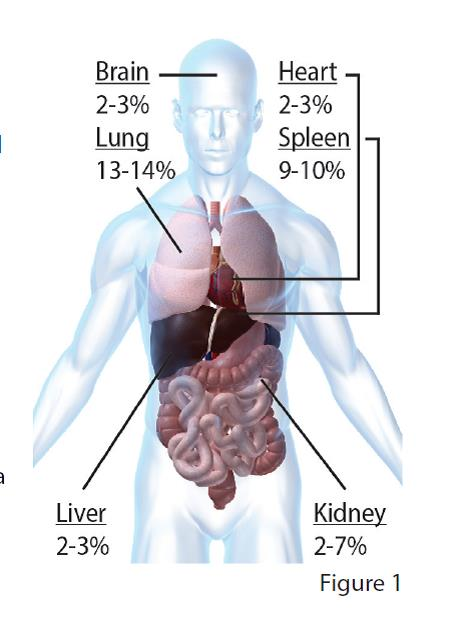 Brain
2-3%
Lung
13-14%
Heart
2-3%
Spleen
9-10%
Liver
2-3%
Kidney
2-7%
Figure 1
a